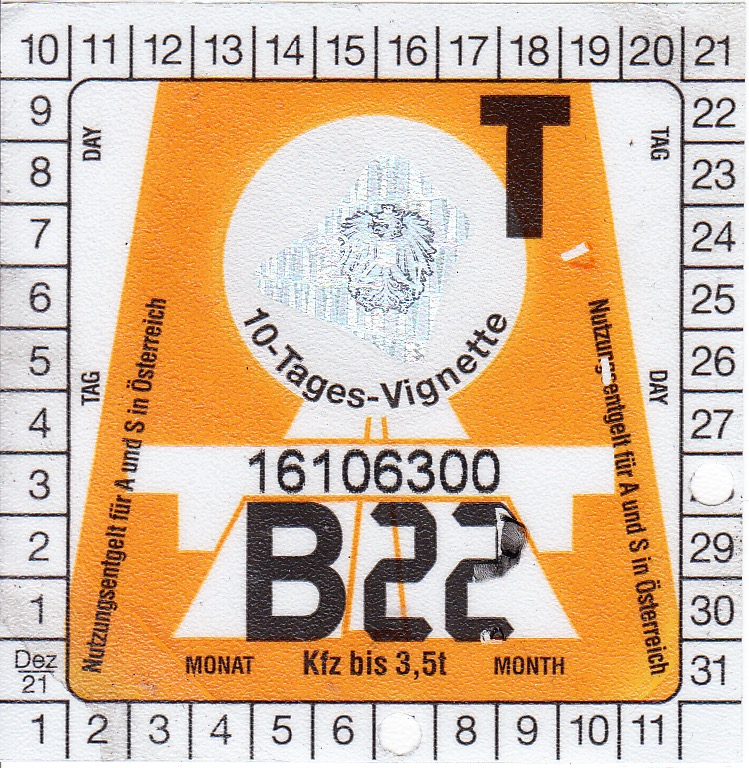 10 11 12 13 14 15 16 17 18 19 20 21
9 22
8 23
7 24
6 25
5 26
4 27
3
2 29
1 30
Dez
21
31
1 2 3 4 5 6 8 9 10 11
DAY
TAG
T
10-Tages-Vignette
TAG
DAY
Nutzungsentgelt für A und S in Österreich
Nutzungsentgelt für A und S in Österreich
16106300
B22
MONAT Kfz bis 3,5t MONTH